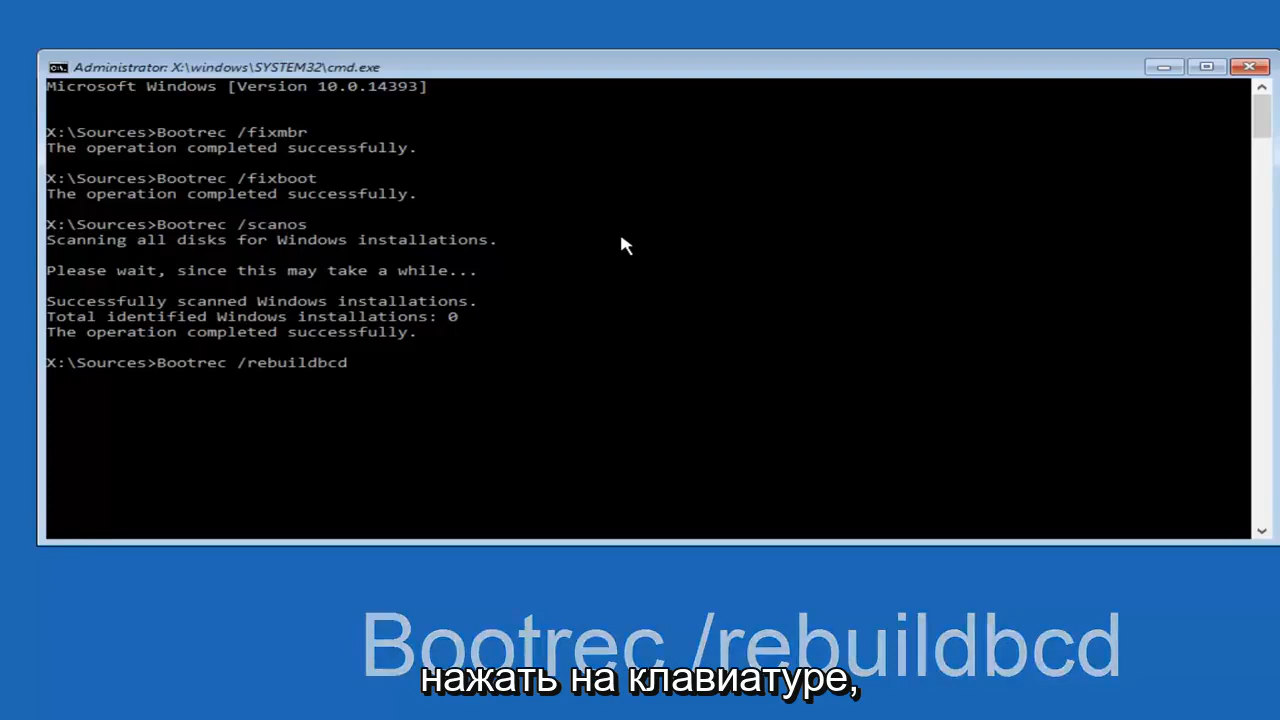 Administrator: X:\windows\SYSTEM32\cmd.exe
Microsoft Windows [Version 10.0.14393]
X:\Sources>Bootrec /fixmbr
The operation completed successfully.
X:\Sources>Bootrec /fixboot
The operation completed successfully.
X:\Sources>Bootrec /scanos
Scanning all disks for Windows installations.
Please wait, since this may take a while...
Successfully scanned Windows installations.
Total identified Windows installations: 0
The operation completed successfully.
X:\Sources>Bootrec /rebuildbcd
Bootrec /rebuildbcd
нажать на клавиатуре,